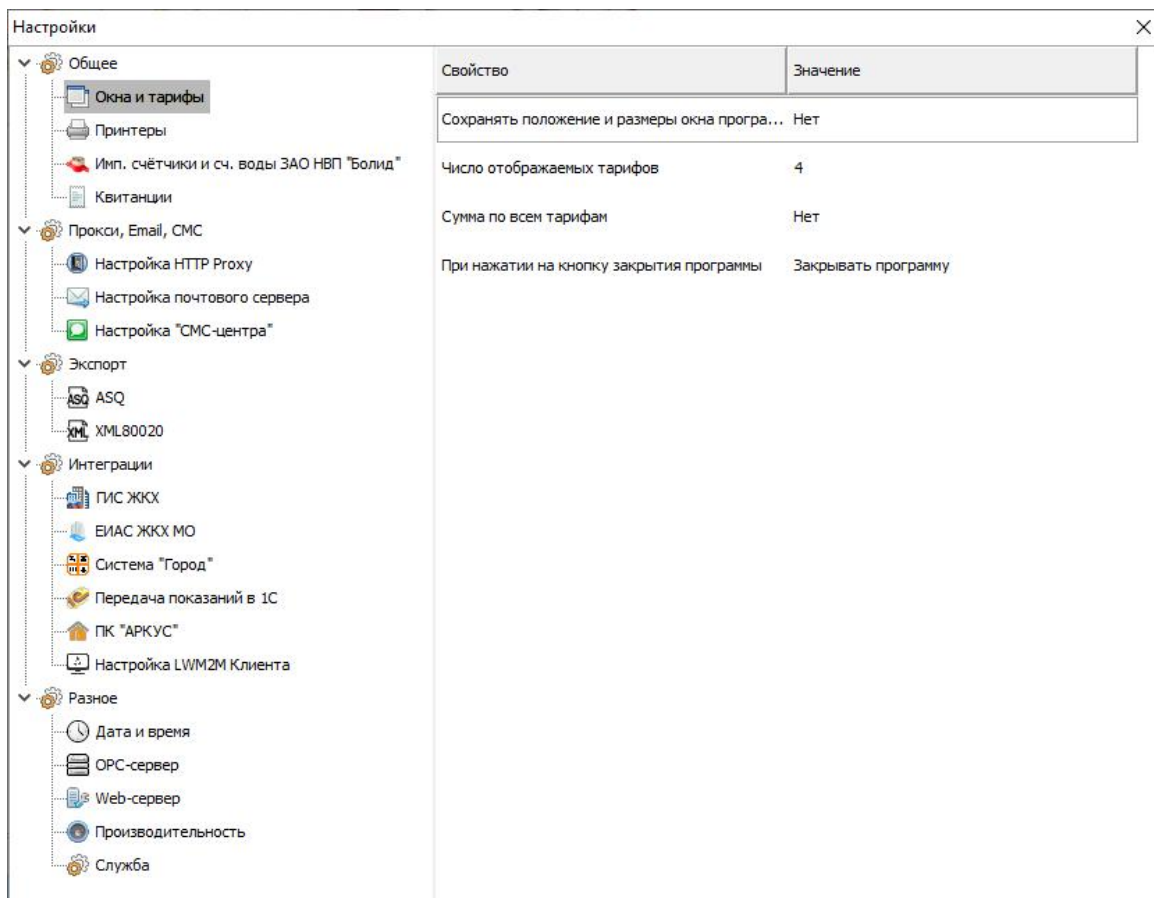 Настройки
Общее
Окна и тарифы
Принтеры
Имп. счётчики и сч. воды ЗАО НВП "Болид"
Квитанции
Прокси, Email, СМС
Настройка HTTP Proxy
Настройка почтового сервера
Настройка "СМС-центра"
Экспорт
ASQ ASQ
XML XML80020
Интеграции
ГИС ЖКХ
ЕИАС ЖКХ МО
Система "Город"
Передача показаний в 1С
ПК "АРКУС"
Настройка LWM2M Клиента
Разное
Дата и время
OPC-сервер
Web-сервер
Производительность
Служба
Свойство Значение
Сохранять положение и размеры окна програ... Нет
Число отображаемых тарифов 4
Сумма по всем тарифам Нет
При нажатии на кнопку закрытия программы Закрывать программу